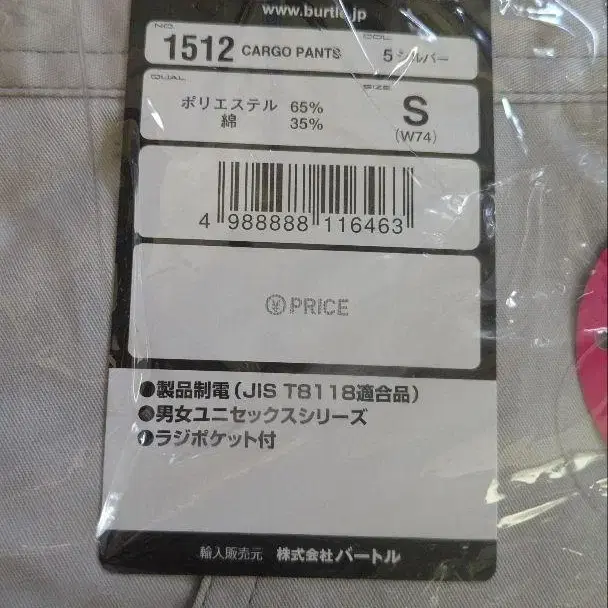 www.burtle.jp
NO.
COL.
1512 CARGO PANTS
5 シルバー
QUAL
SIZE
ポリエステル 65%
綿 35%
S
(W74)
4 988888 116463
¥ PRICE
●製品制電(JIS T8118適合品)
●男女ユニセックスシリーズ
●ラジポケット付
輸入販売元 株式会社バートル